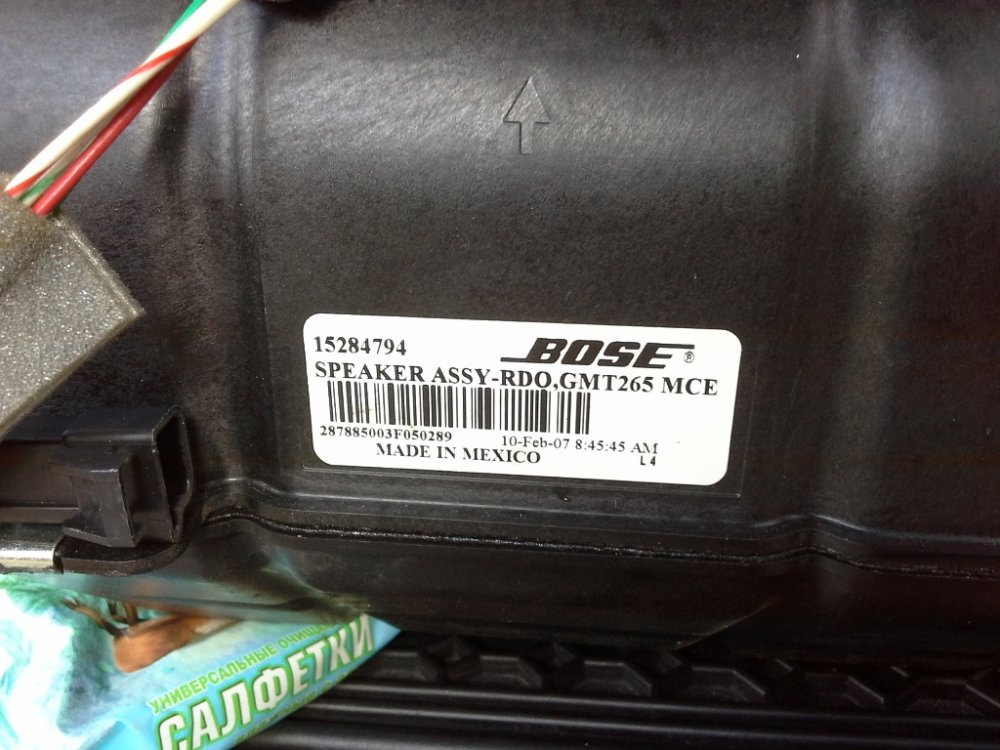 15284794 BOSE®
SPEAKER ASSY-RDO,GMT265 MCE
287885003F050289 10-Feb-07 8:45:45 AM
MADE IN MEXICO L4
УНИВЕРСАЛЬНЫЕ
САЛФЕТКИ